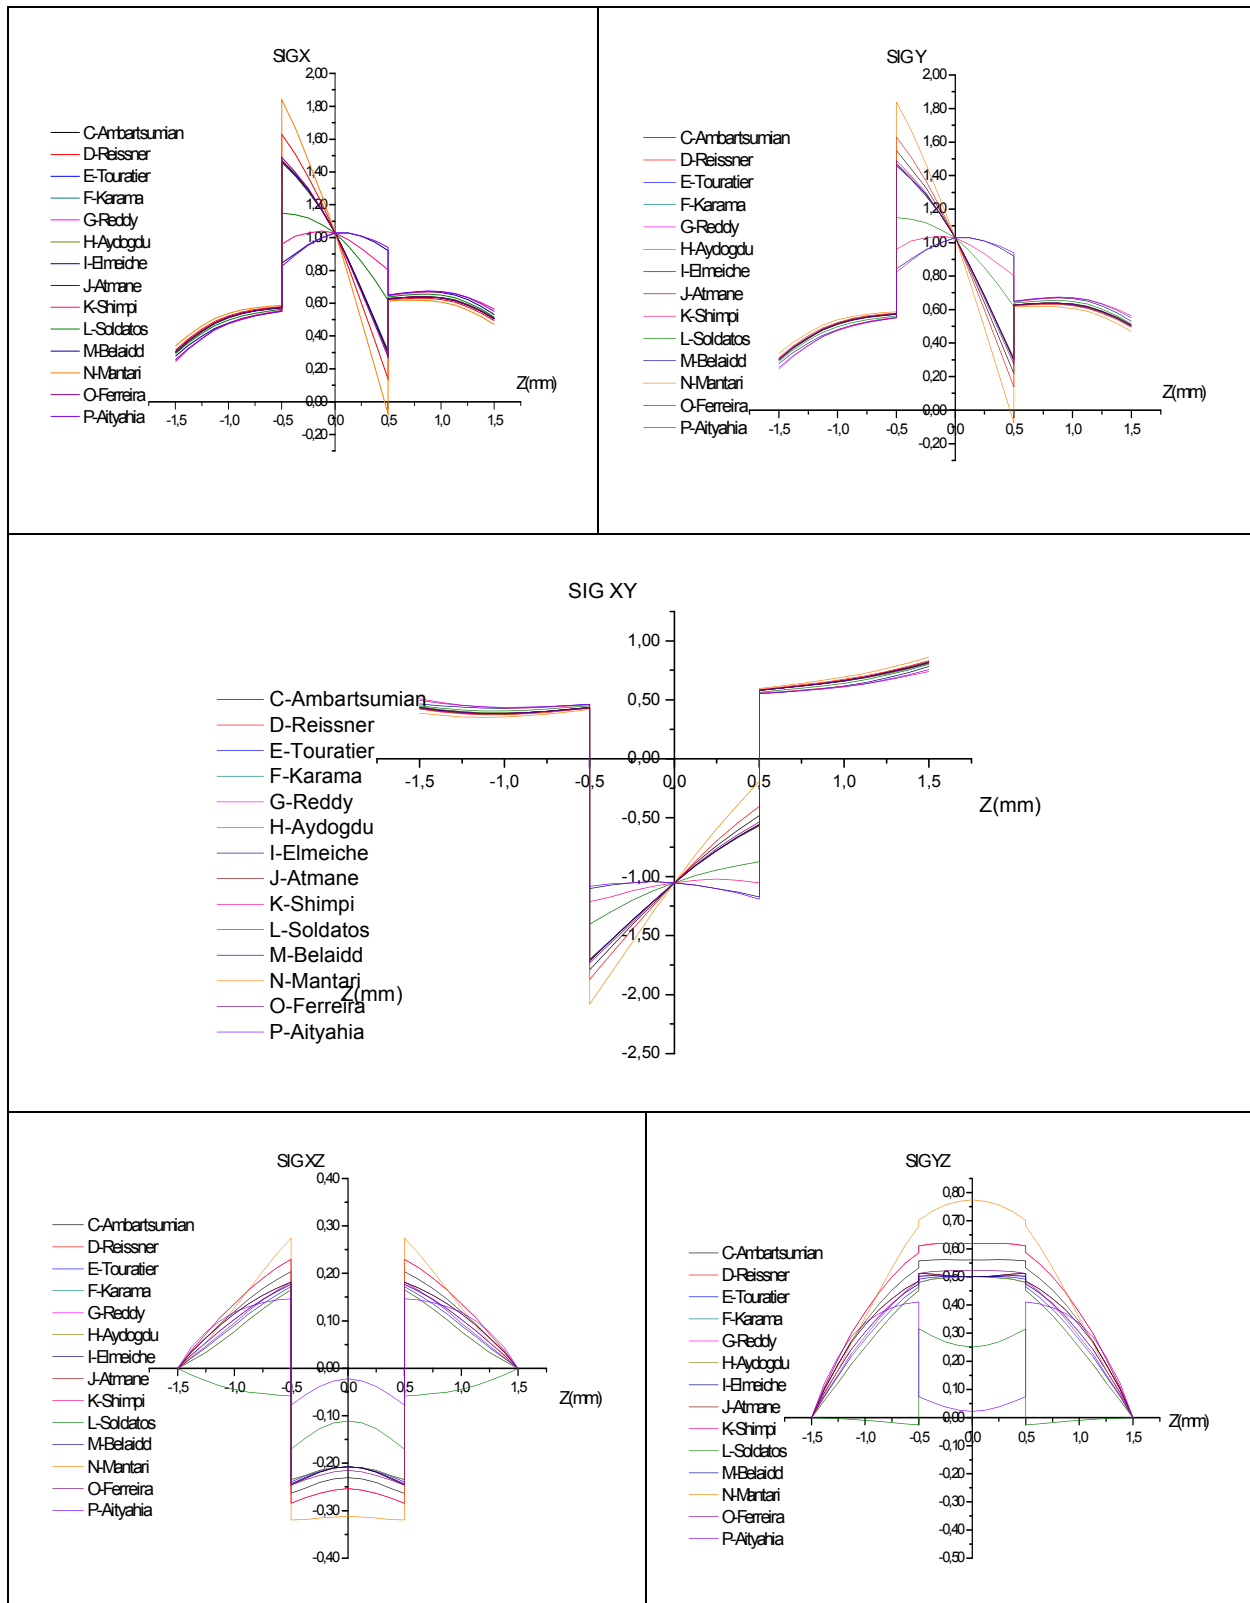 SIGX
2,00
1,80
1,60
1,40
1,20
1,00
0,80
0,60
0,40
0,20
0,00
-0,20
-1,5 -1,0 -0,5 0,0 0,5 1,0 1,5
Z(mm)
C-Ambartsumian
D-Reissner
E-Touratier
F-Karama
G-Reddy
H-Aydogdu
I-Elmeiche
J-Atmane
K-Shimpi
L-Soldatos
M-Belaidd
N-Mantari
O-Ferreira
P-Aityahia
SIGY
2,00
1,80
1,60
1,40
1,20
1,00
0,80
0,60
0,40
0,20
0,00
-0,20
-1,5 -1,0 -0,5 0,0 0,5 1,0 1,5
Z(mm)
C-Ambartsumian
D-Reissner
E-Touratier
F-Karama
G-Reddy
H-Aydogdu
I-Elmeiche
J-Atmane
K-Shimpi
L-Soldatos
M-Belaidd
N-Mantari
O-Ferreira
P-Aityahia
SIG XY
1,00
0,50
0,00
-0,50
-1,00
-1,50
-2,00
-2,50
-1,5 -1,0 -0,5 0,0 0,5 1,0 1,5
Z(mm)
C-Ambartsumian
D-Reissner
E-Touratier
F-Karama
G-Reddy
H-Aydogdu
I-Elmeiche
J-Atmane
K-Shimpi
L-Soldatos
M-Belaidd
N-Mantari
Z(mm)
O-Ferreira
P-Aityahia
SIGXZ
0,40
0,30
0,20
0,10
0,00
-0,10
-0,20
-0,30
-0,40
-1,5 -1,0 -0,5 0,0 0,5 1,0 1,5
Z(mm)
C-Ambartsumian
D-Reissner
E-Touratier
F-Karama
G-Reddy
H-Aydogdu
I-Elmeiche
J-Atmane
K-Shimpi
L-Soldatos
M-Belaidd
N-Mantari
O-Ferreira
P-Aityahia
SIGYZ
0,80
0,70
0,60
0,50
0,40
0,30
0,20
0,10
0,00
-0,10
-0,20
-0,30
-0,40
-0,50
-1,5 -1,0 -0,5 0,0 0,5 1,0 1,5
Z(mm)
C-Ambartsumian
D-Reissner
E-Touratier
F-Karama
G-Reddy
H-Aydogdu
I-Elmeiche
J-Atmane
K-Shimpi
L-Soldatos
M-Belaidd
N-Mantari
O-Ferreira
P-Aityahia